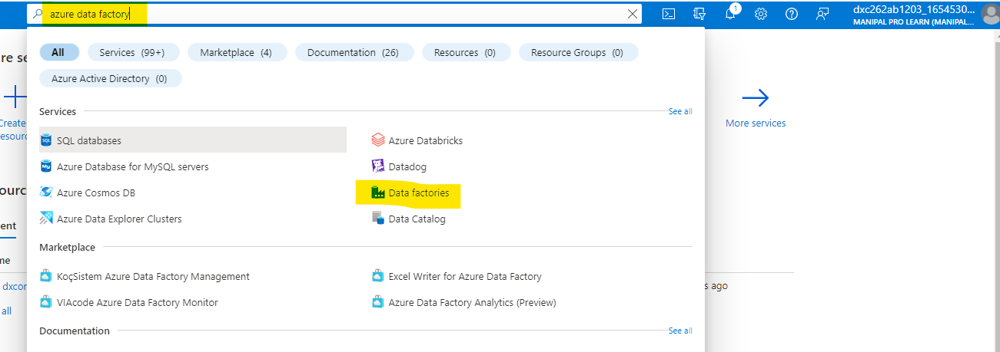 azure data factory
1
dxc262ab1203_1654530...
MANIPAL PRO LEARN (MANIPAL...
re se
All
Services (99+)
Marketplace (4)
Documentation (26)
Resources (0)
Resource Groups (0)
Azure Active Directory (0)
Create
esourc
Services
See all
More services
SQL databases
Azure Databricks
Azure Database for MySQL servers
Datadog
Azure Cosmos DB
Data factories
Azure Data Explorer Clusters
Data Catalog
sourc
ent
Marketplace
me
KoçSistem Azure Data Factory Management
Excel Writer for Azure Data Factory
dxcor
s ago
VIAcode Azure Data Factory Monitor
Azure Data Factory Analytics (Preview)
all
Documentation
See all